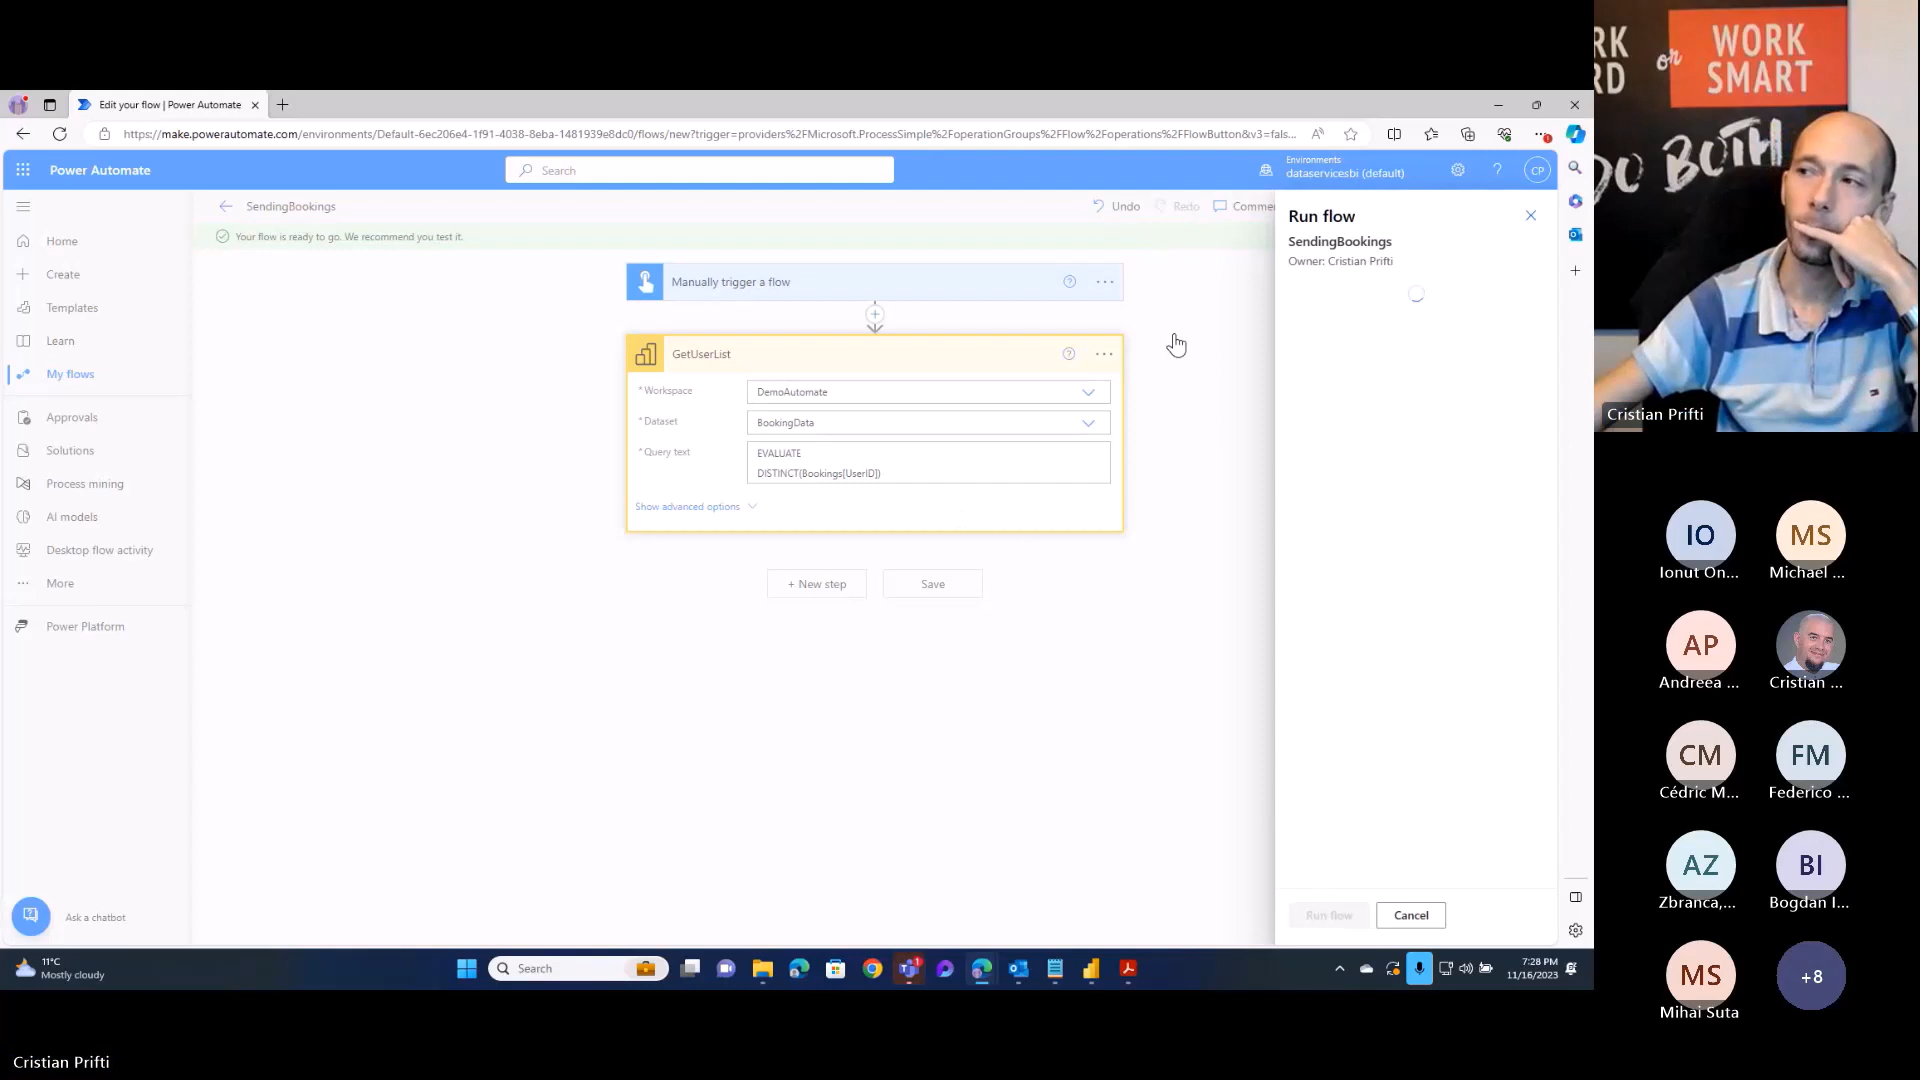 Edit your flow | Power Automate
https://make.powerautomate.com/environments/Default-6ec206e4-1f91-4038-8eba-1481939e8dc0/flows/new?trigger=providers%2FMicrosoft.ProcessSimple%2FoperationGroups%2FFlow%2Foperations%2FFlowButton&v3=fals...
Power Automate
Search
Environments
dataservicesbi (default)
CP
SendingBookings
Undo
Redo
Commen
Your flow is ready to go. We recommend you test it.
Home
Create
Templates
Learn
My flows
Approvals
Solutions
Process mining
AI models
Desktop flow activity
More
Power Platform
Ask a chatbot
Manually trigger a flow
GetUserList
* Workspace
DemoAutomate
* Dataset
BookingData
* Query text
EVALUATE
DISTINCT(Bookings[UserID])
Show advanced options
+ New step
Save
Run flow
SendingBookings
Owner: Cristian Prifti
Run flow
Cancel
11°C
Mostly cloudy
Search
7:28 PM
11/16/2023
RK
RD
or
WORK
SMART
DO BOTH
Cristian Prifti
IO
Ionut On...
MS
Michael ...
AP
Andreea ...
Cristian ...
CM
Cédric M...
FM
Federico ...
AZ
Zbranca,...
BI
Bogdan I...
MS
Mihai Suta
+8
Cristian Prifti